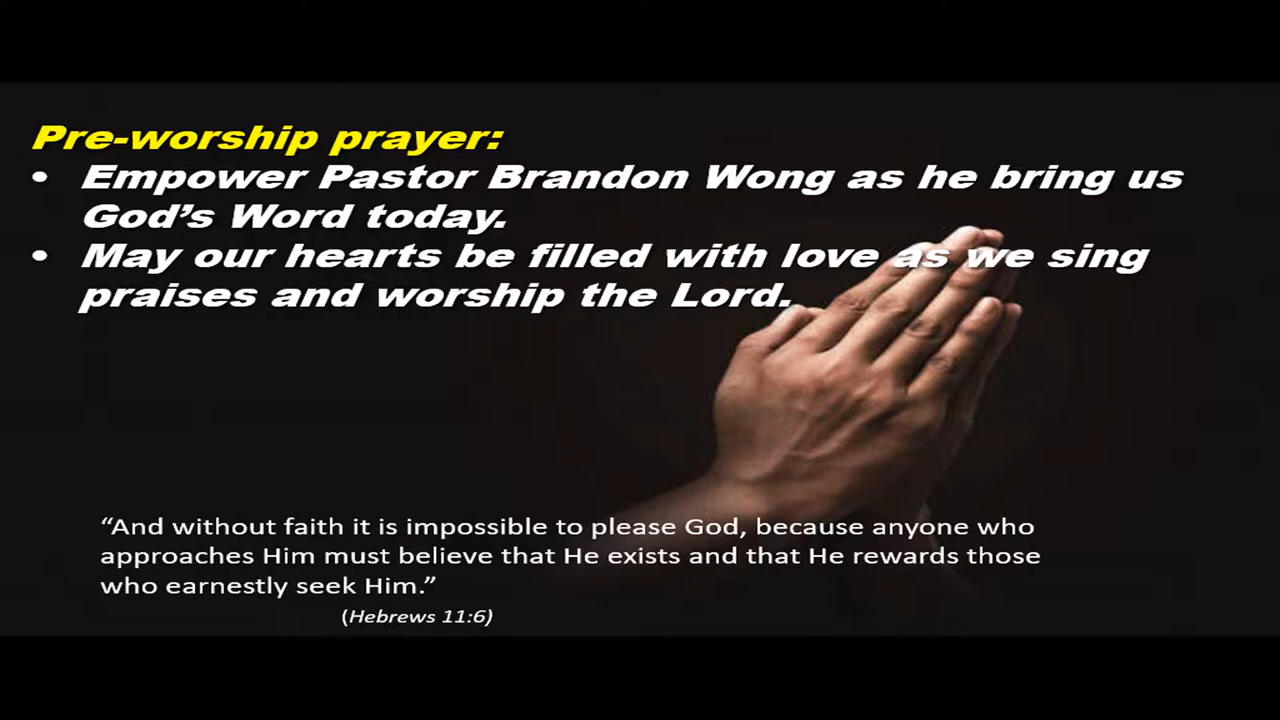 Pre-worship prayer:
• Empower Pastor Brandon Wong as he bring us
God’s Word today.
• May our hearts be filled with love as we sing
praises and worship the Lord.
“And without faith it is impossible to please God, because anyone who
approaches Him must believe that He exists and that He rewards those
who earnestly seek Him.”
(Hebrews 11:6)